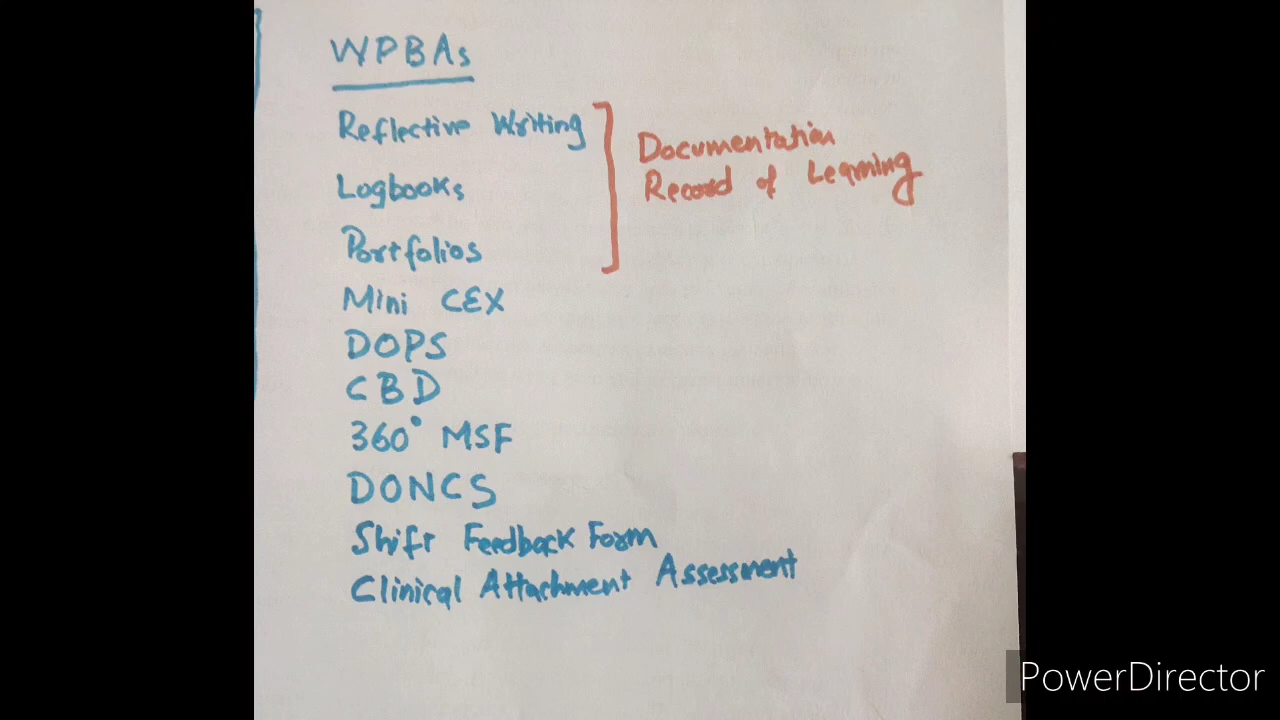 WPBAs
Reflective Writing
Logbooks
Portfolios
Documentation
Record of Learning
Mini CEX
DOPS
CBD
360° MSF
DONCS
Shift Feedback Form
Clinical Attachment Assessment
PowerDirector